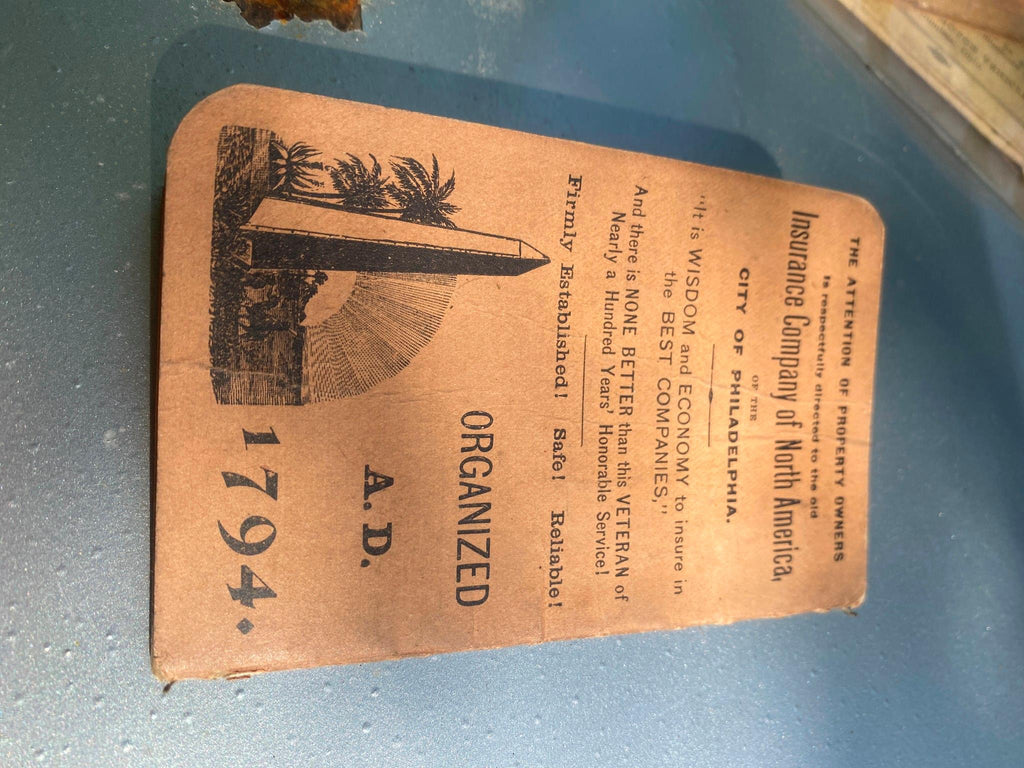 THE ATTENTION OF PROPERTY OWNERS
Is respectfully directed to the old
Insurance Company of North America,
OF THE
CITY OF PHILADELPHIA.
"It is WISDOM and ECONOMY to insure in
the BEST COMPANIES,"
And there is NONE BETTER than this VETERAN of
Nearly a Hundred Years' Honorable Service!
Firmly Established! Safe! Reliable!
ORGANIZED
A. D.
1794.